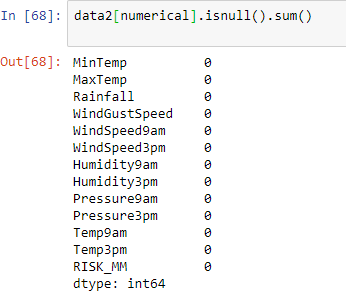 In [68]: data2[numerical].isnull().sum()
Out[68]: MinTemp 0
MaxTemp 0
Rainfall 0
WindGustSpeed 0
WindSpeed9am 0
WindSpeed3pm 0
Humidity9am 0
Humidity3pm 0
Pressure9am 0
Pressure3pm 0
Temp9am 0
Temp3pm 0
RISK_MM 0
dtype: int64